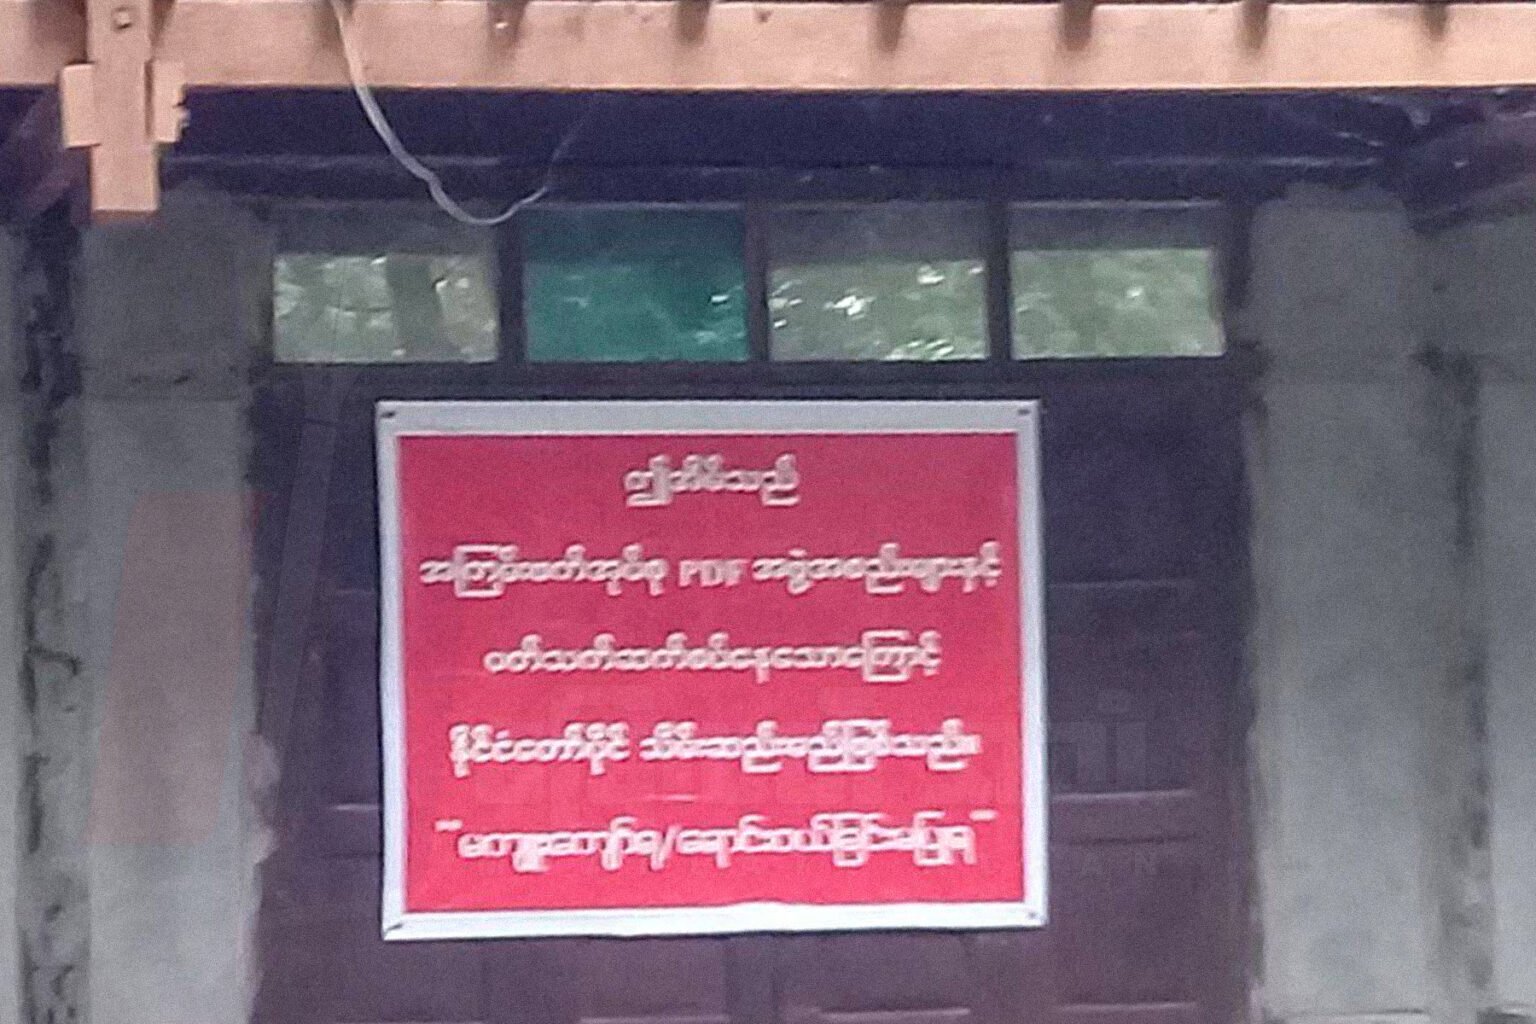 ဤအိမ်သည်
အကြမ်းဖက်အုပ်စု PDF အဖွဲ့အစည်းများနှင့်
ပတ်သက်ဆက်စပ်နေသောကြောင့်
နိုင်ငံတော်ပိုင် သိမ်းဆည်းမည်ဖြစ်သည်။
"မကျူးကျော်ရ/ရောင်းဝယ်ခြင်းမပြုရ"